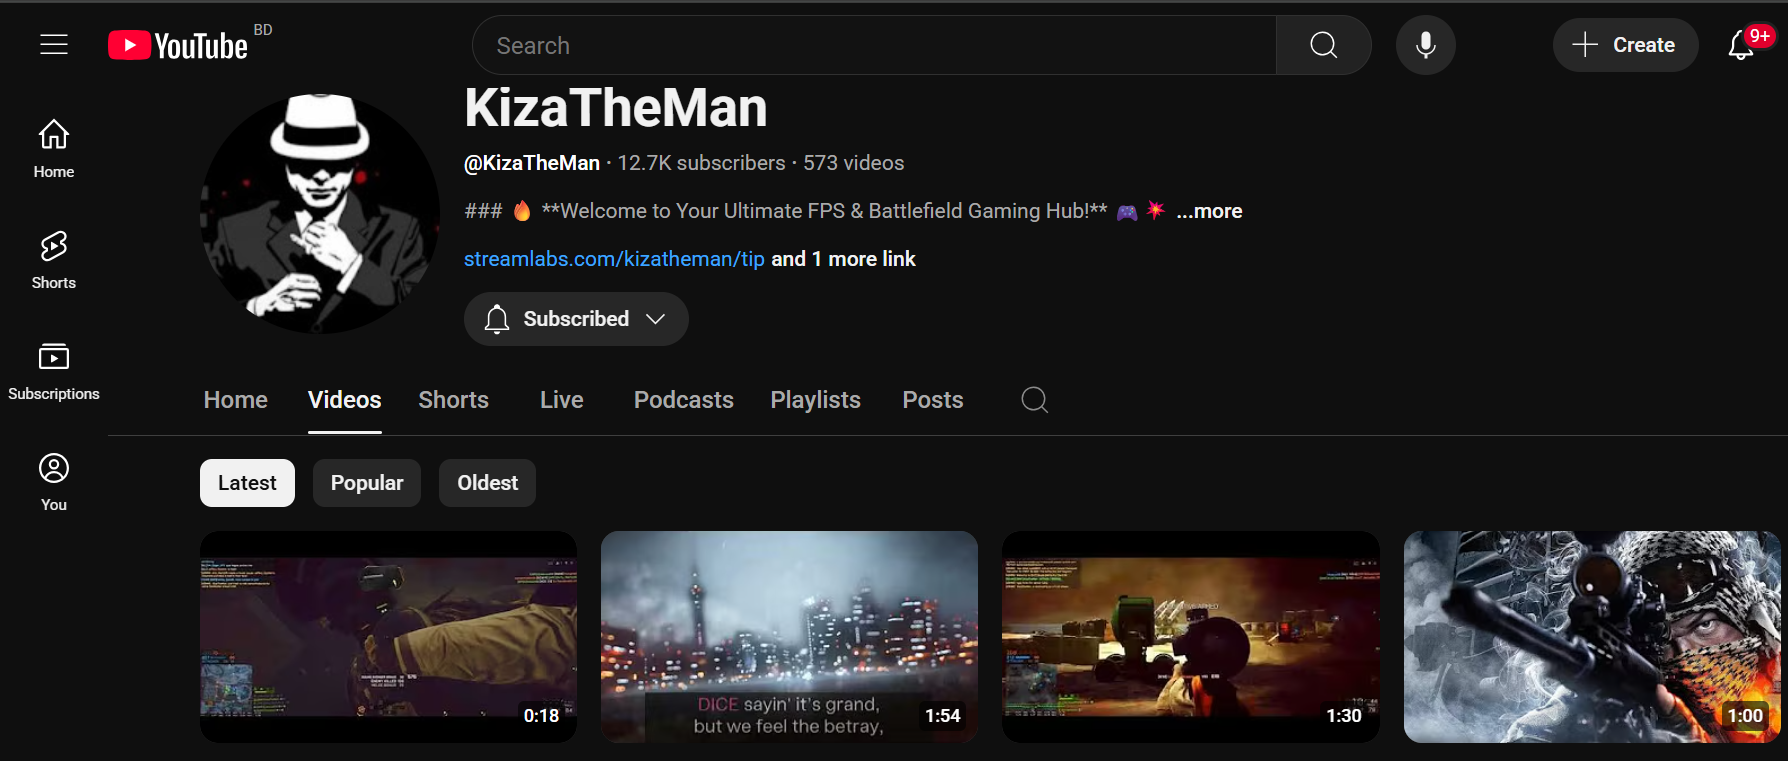 YouTube BD
Search
Create
9+
Home
Shorts
Subscriptions
You
KizaTheMan
@KizaTheMan · 12.7K subscribers · 573 videos
### 🔥 **Welcome to Your Ultimate FPS & Battlefield Gaming Hub!** 🎮 💥 ...more
streamlabs.com/kizatheman/tip and 1 more link
Subscribed
Home Videos Shorts Live Podcasts Playlists Posts
Latest Popular Oldest
0:18
DICE sayin' it's grand,
but we feel the betray,
1:54
1:30
1:00